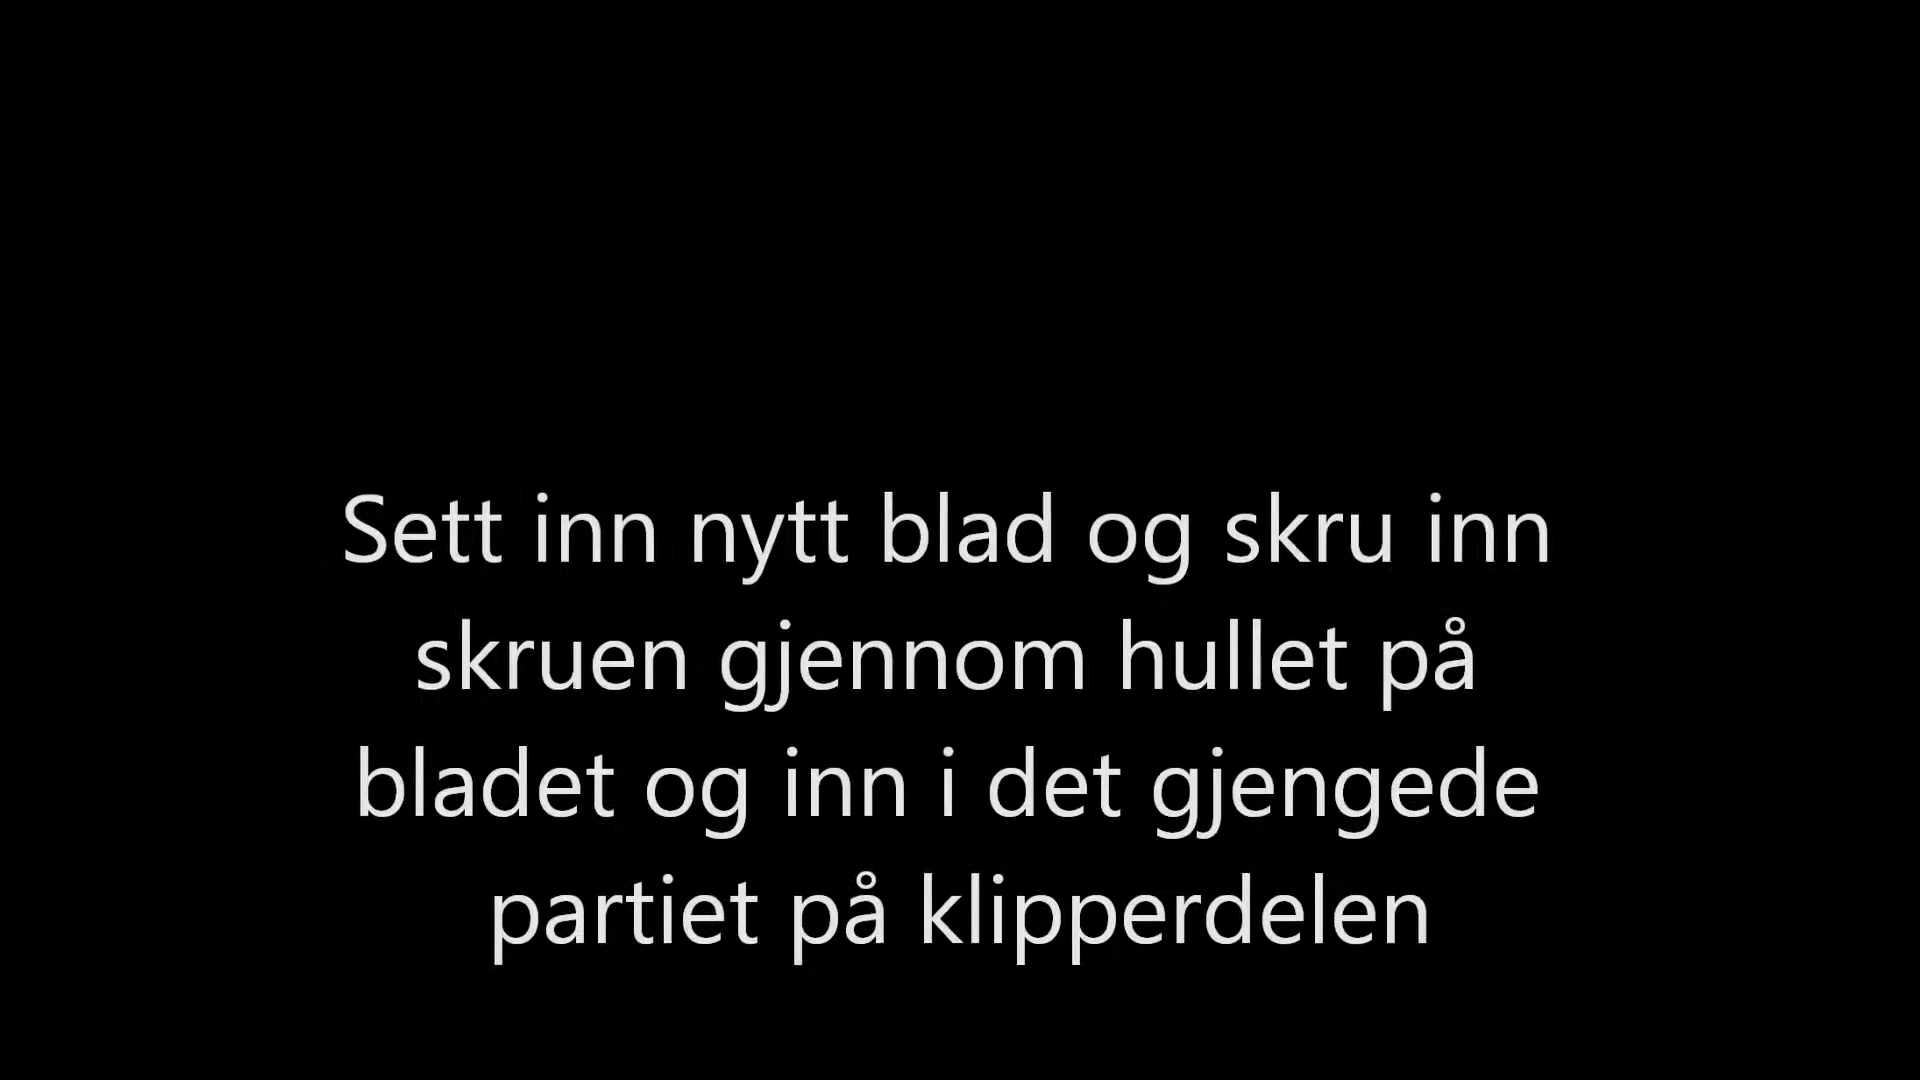 Sett inn nytt blad og skru inn
skruen gjennom hullet på
bladet og inn i det gjengede
partiet på klipperdelen